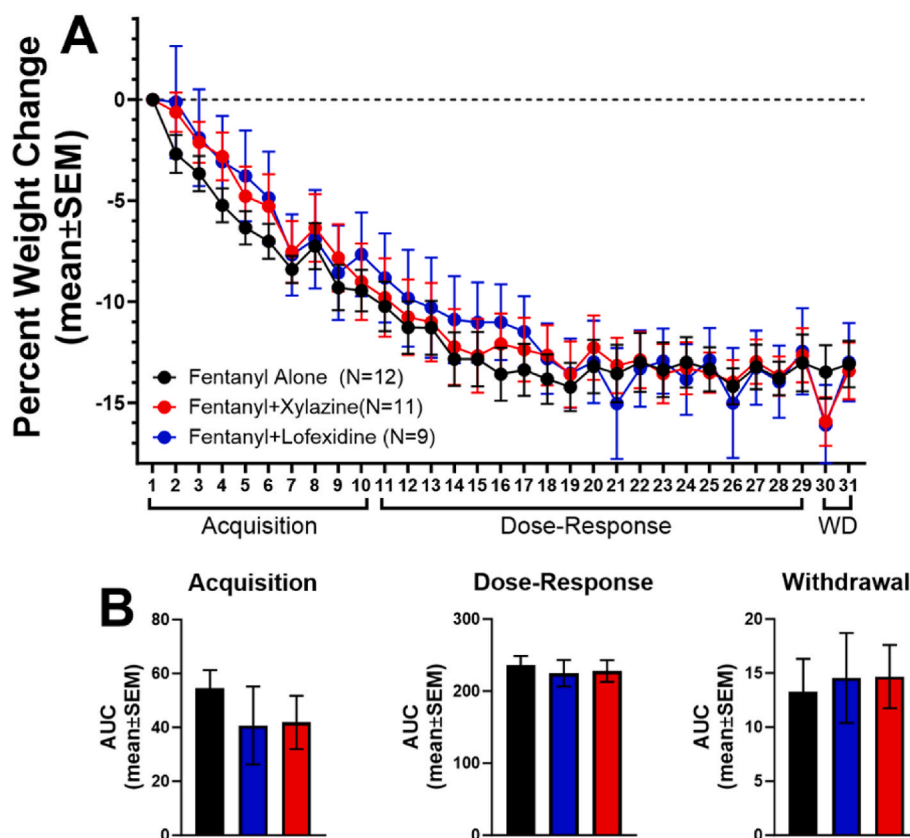 A
Percent Weight Change
(mean±SEM)
0
-5
-10
-15
Fentanyl Alone (N=12)
Fentanyl+Xylazine(N=11)
Fentanyl+Lofexidine (N=9)
1 2 3 4 5 6 7 8 9 10 11 12 13 14 15 16 17 18 19 20 21 22 23 24 25 26 27 28 29 30 31
Acquisition Dose-Response WD
B
Acquisition
AUC
(mean±SEM)
80
60
40
20
0
Dose-Response
AUC
(mean±SEM)
300
200
100
0
Withdrawal
AUC
(mean±SEM)
20
15
10
5
0